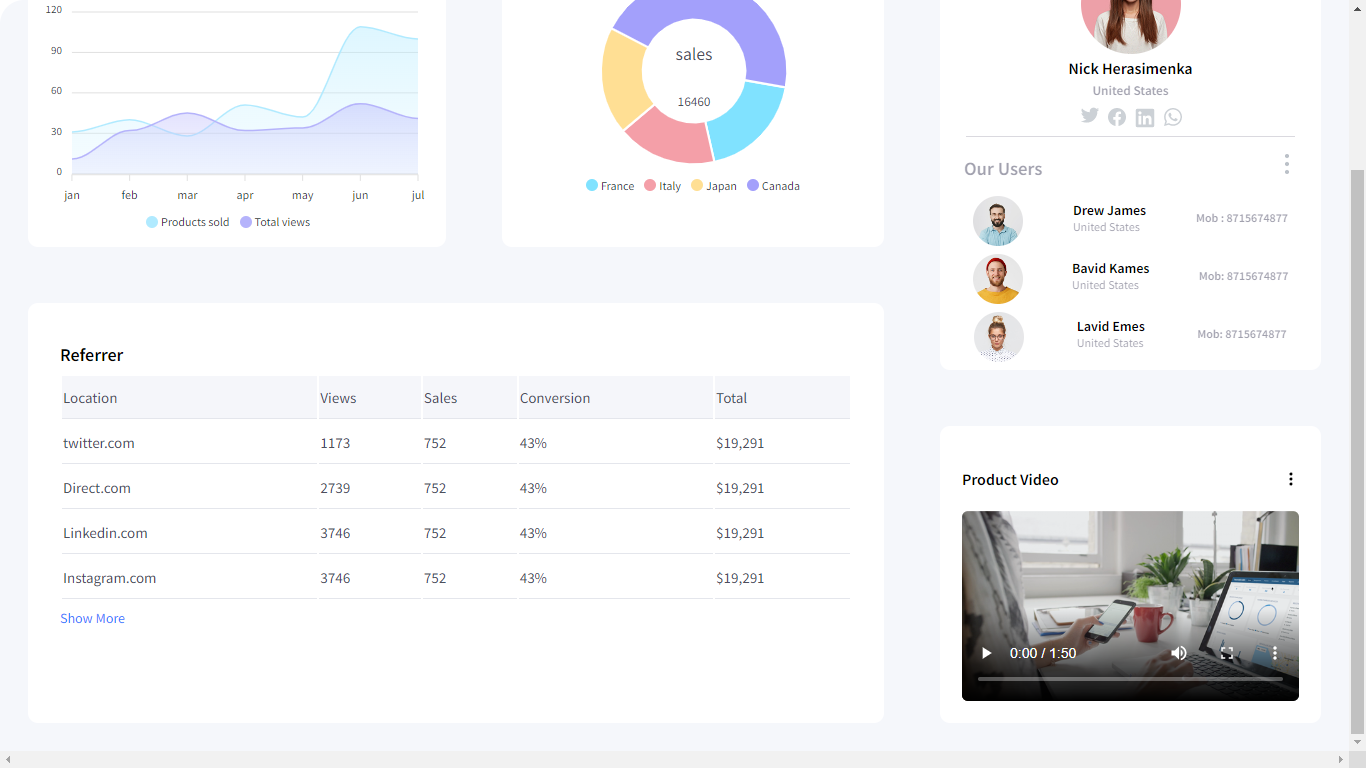 120
90
60
30
0
jan feb mar apr may jun jul
Products sold Total views
sales
16460
France Italy Japan Canada
Nick Herasimenka
United States
Our Users
Drew James
United States
Mob : 8715674877
Bavid Kames
United States
Mob: 8715674877
Lavid Emes
United States
Mob: 8715674877
Referrer
Location Views Sales Conversion Total
twitter.com 1173 752 43% $19,291
Direct.com 2739 752 43% $19,291
Linkedin.com 3746 752 43% $19,291
Instagram.com 3746 752 43% $19,291
Show More
Product Video
0:00 / 1:50